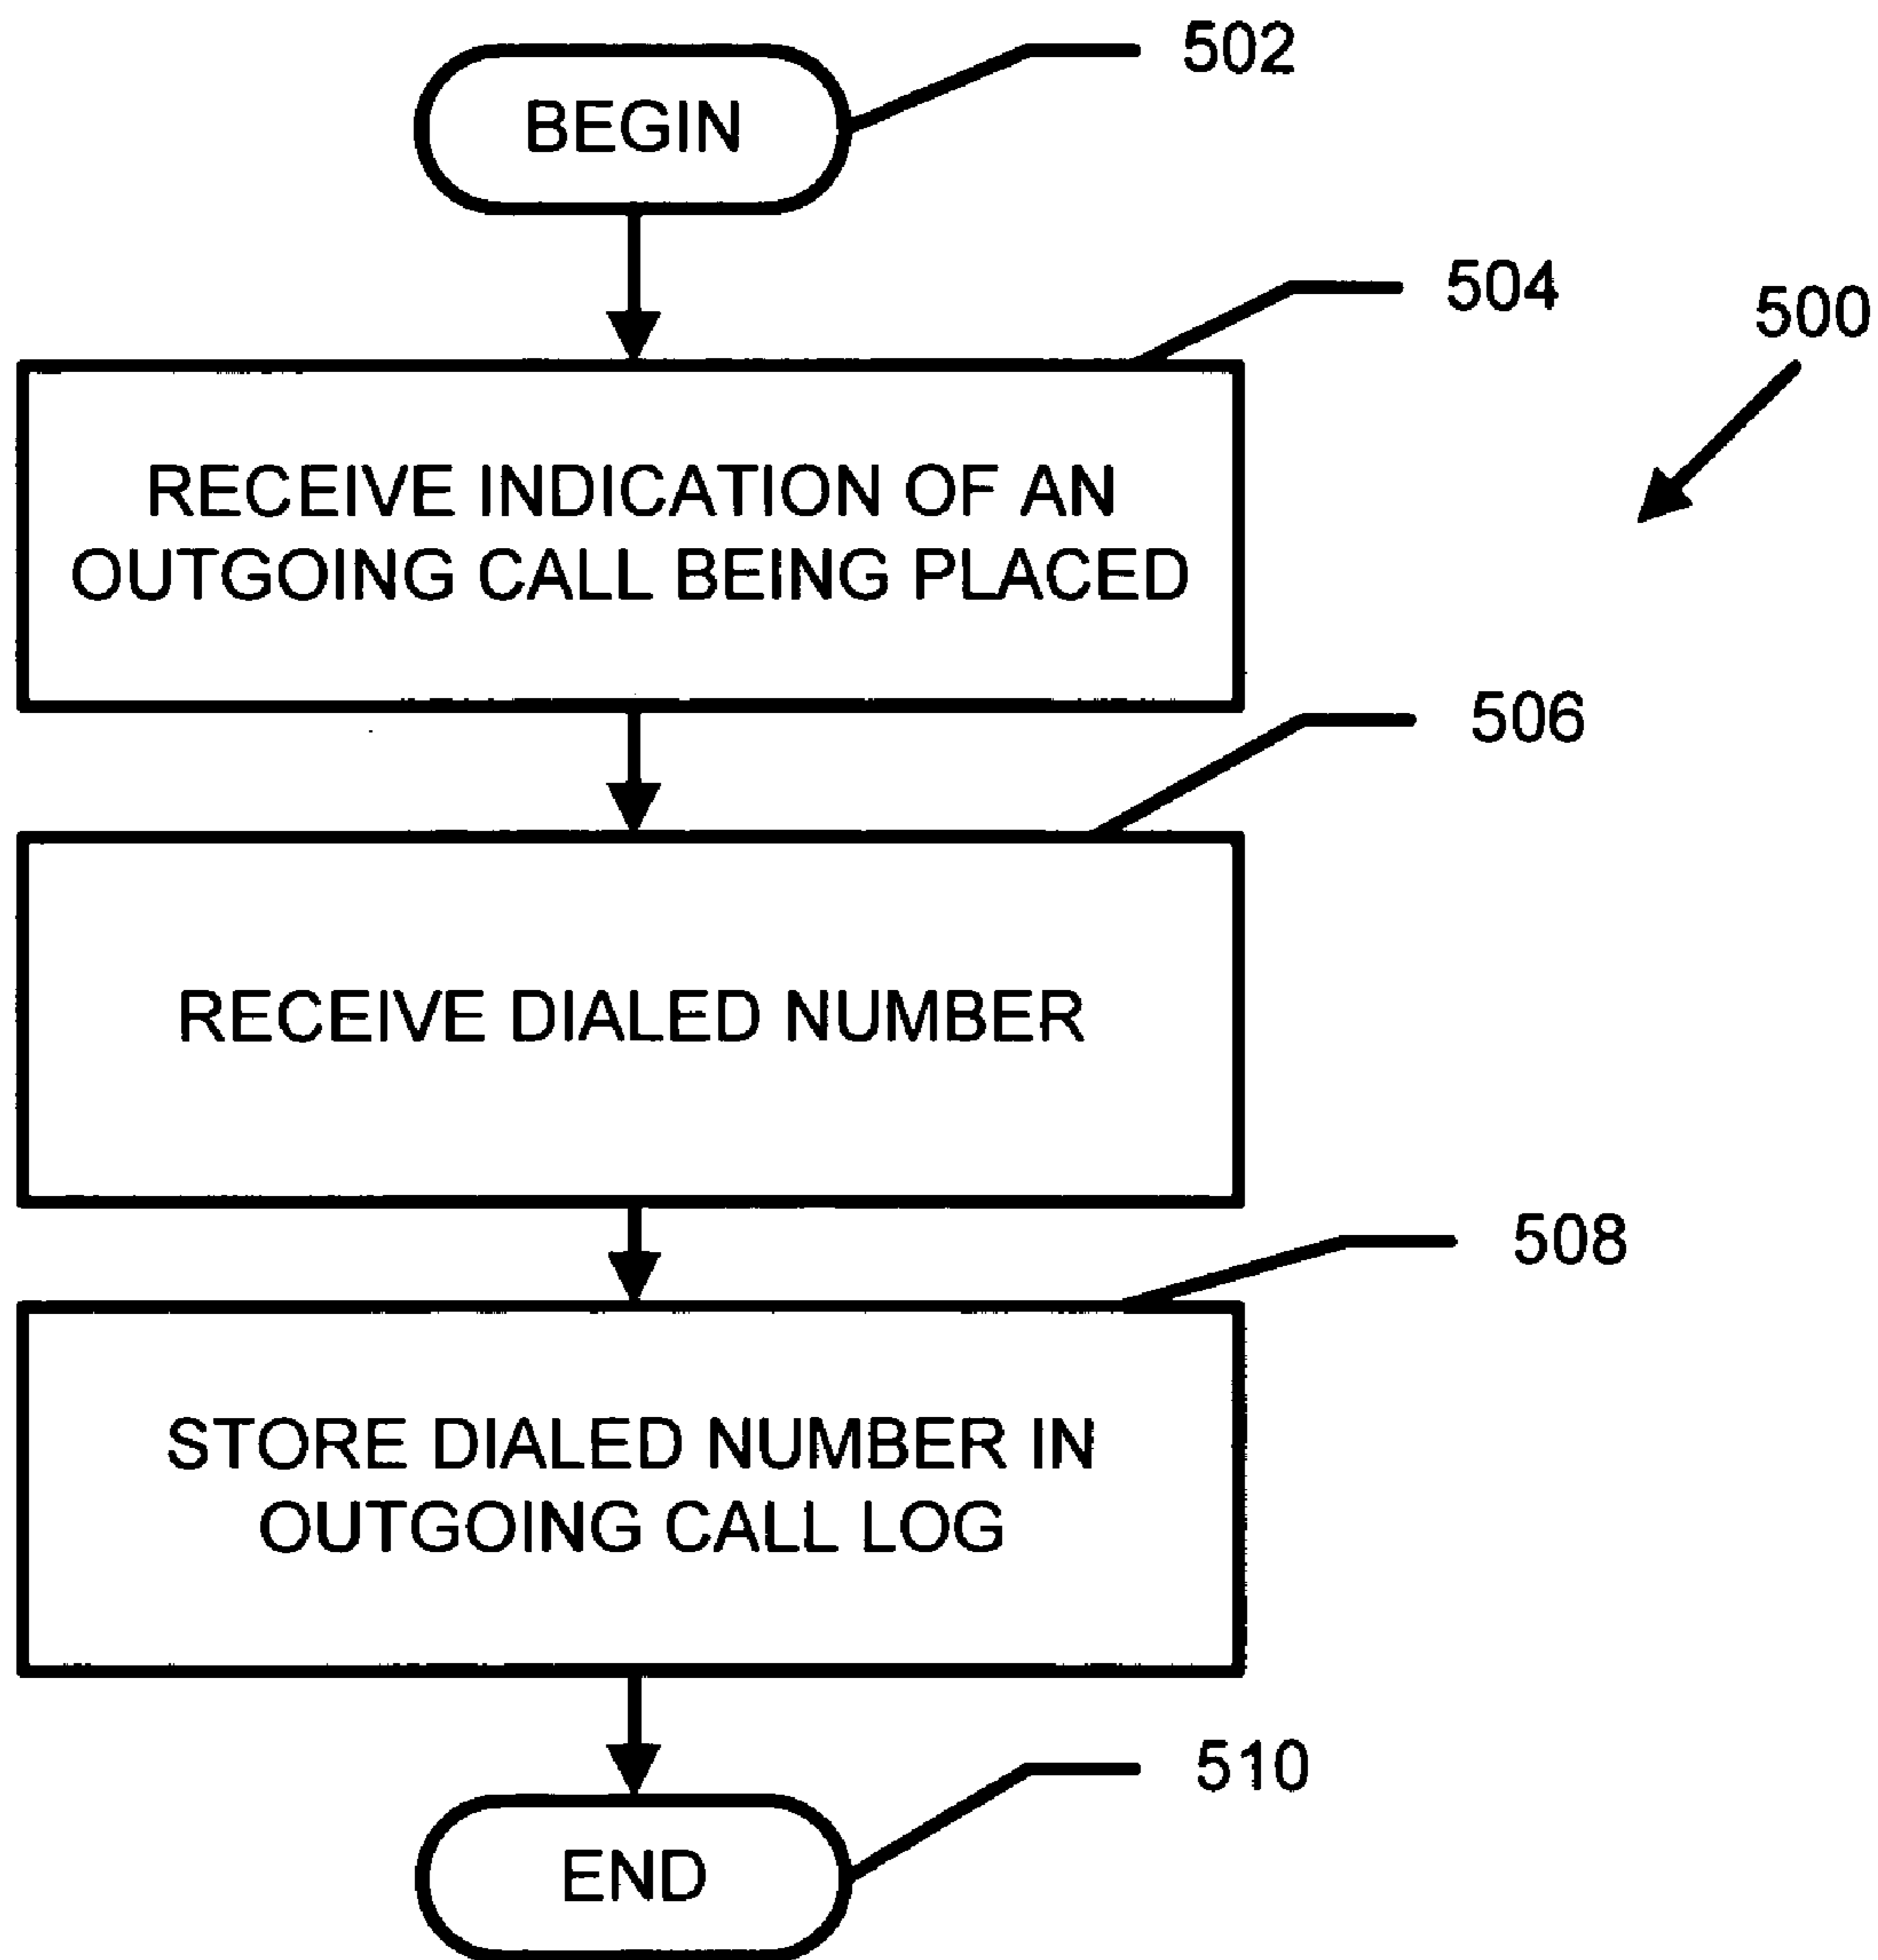 BEGIN
502
504
500
RECEIVE INDICATION OF AN
OUTGOING CALL BEING PLACED
506
RECEIVE DIALED NUMBER
508
STORE DIALED NUMBER IN
OUTGOING CALL LOG
510
END